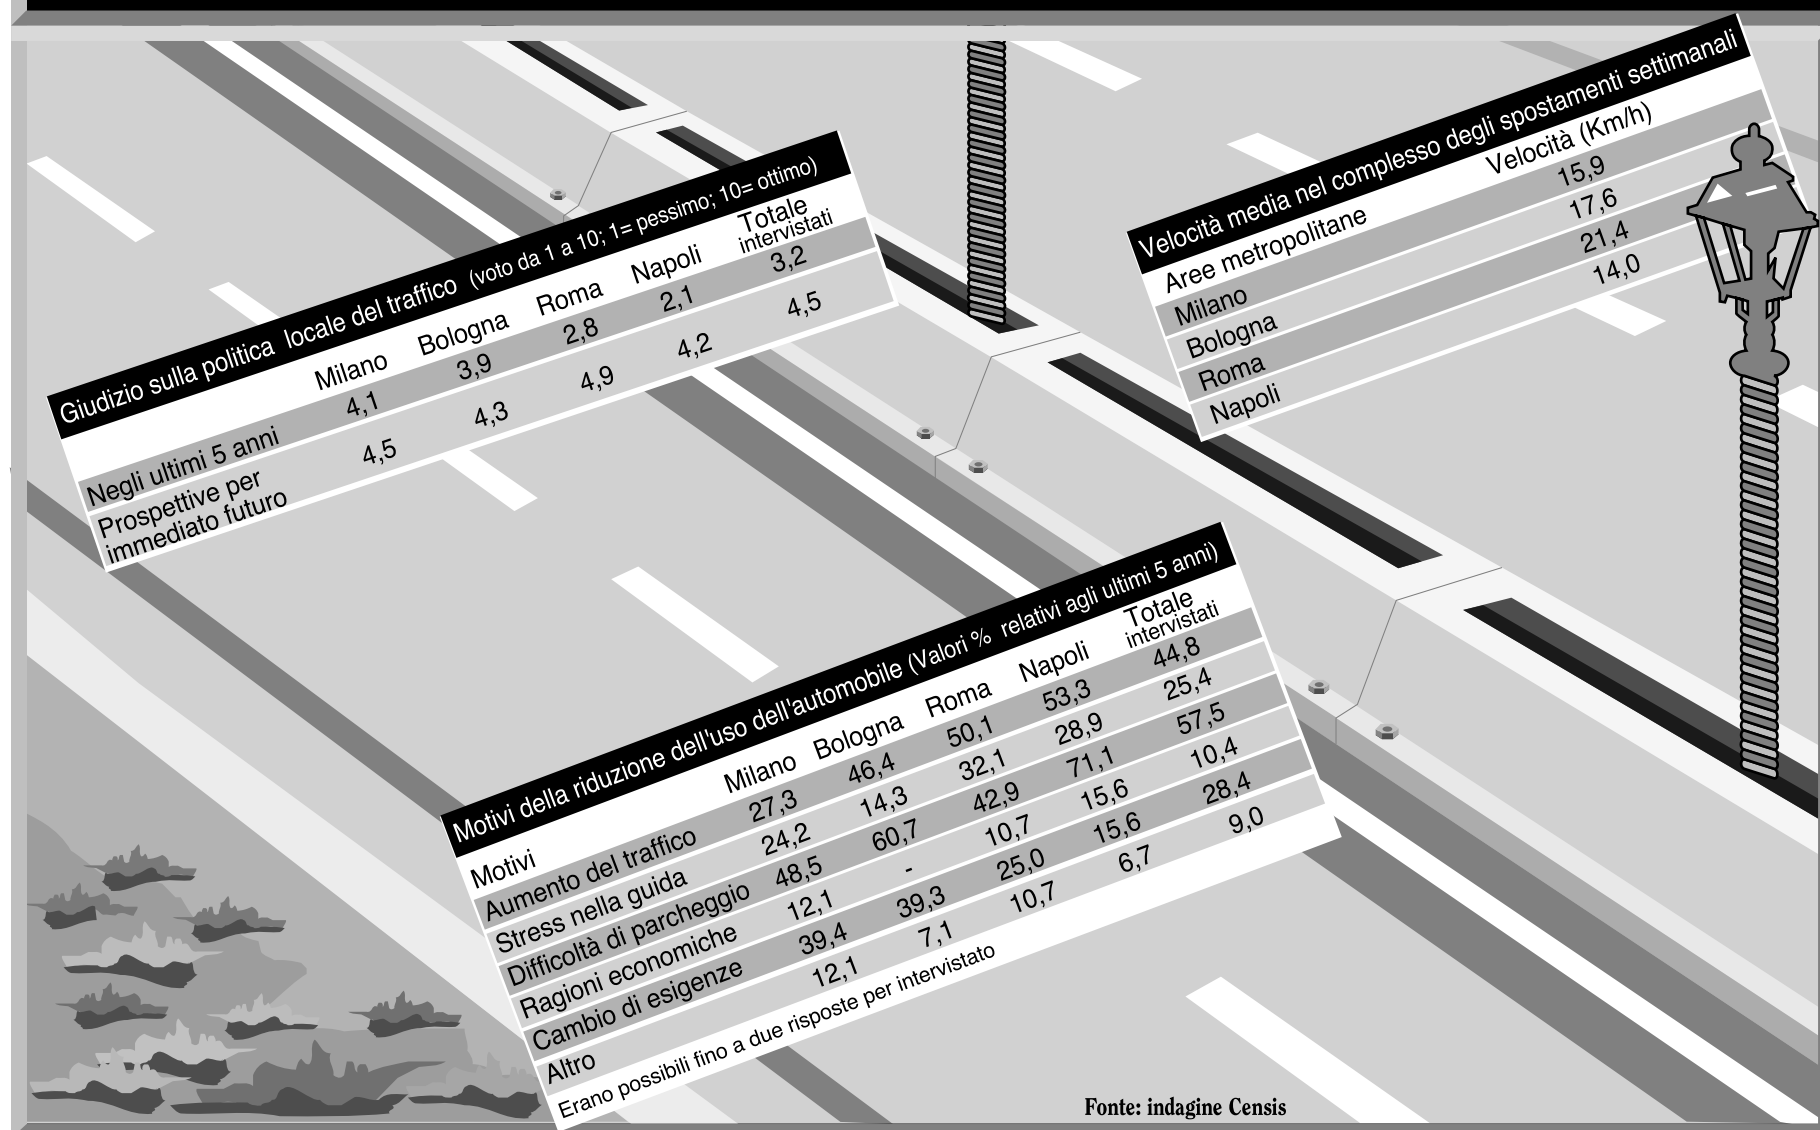 Giudizio sulla politica locale del traffico (voto da 1 a 10; 1= pessimo; 10= ottimo)
Milano Bologna Roma Napoli Totale intervistati
Negli ultimi 5 anni 4,1 3,9 2,8 2,1 3,2
Prospettive per
immediato futuro 4,5 4,3 4,9 4,2 4,5
Velocità media nel complesso degli spostamenti settimanali
Aree metropolitane Velocità (Km/h)
Milano 15,9
Bologna 17,6
Roma 21,4
Napoli 14,0
Motivi della riduzione dell'uso dell'automobile (Valori % relativi agli ultimi 5 anni)
Motivi Milano Bologna Roma Napoli Totale intervistati
Aumento del traffico 27,3 46,4 50,1 53,3 44,8
Stress nella guida 24,2 14,3 32,1 28,9 25,4
Difficoltà di parcheggio 48,5 60,7 42,9 71,1 57,5
Ragioni economiche 12,1 - 10,7 15,6 10,4
Cambio di esigenze 39,4 39,3 25,0 15,6 28,4
Altro 12,1 7,1 10,7 6,7 9,0
Erano possibili fino a due risposte per intervistato
Fonte: indagine Censis